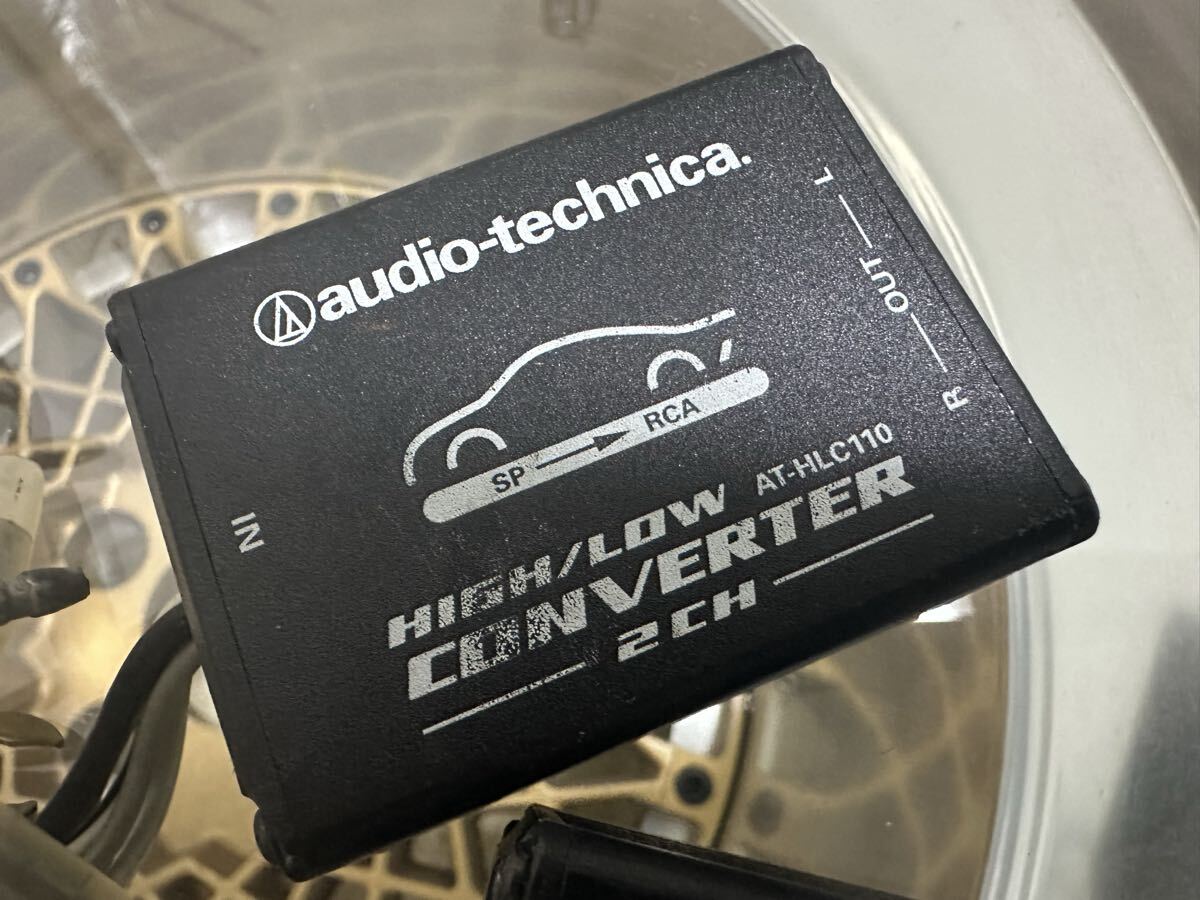 audio-technica.
L
OUT
R
SP RCA
IN
AT-HLC110
HIGH/LOW
CONVERTER
2CH